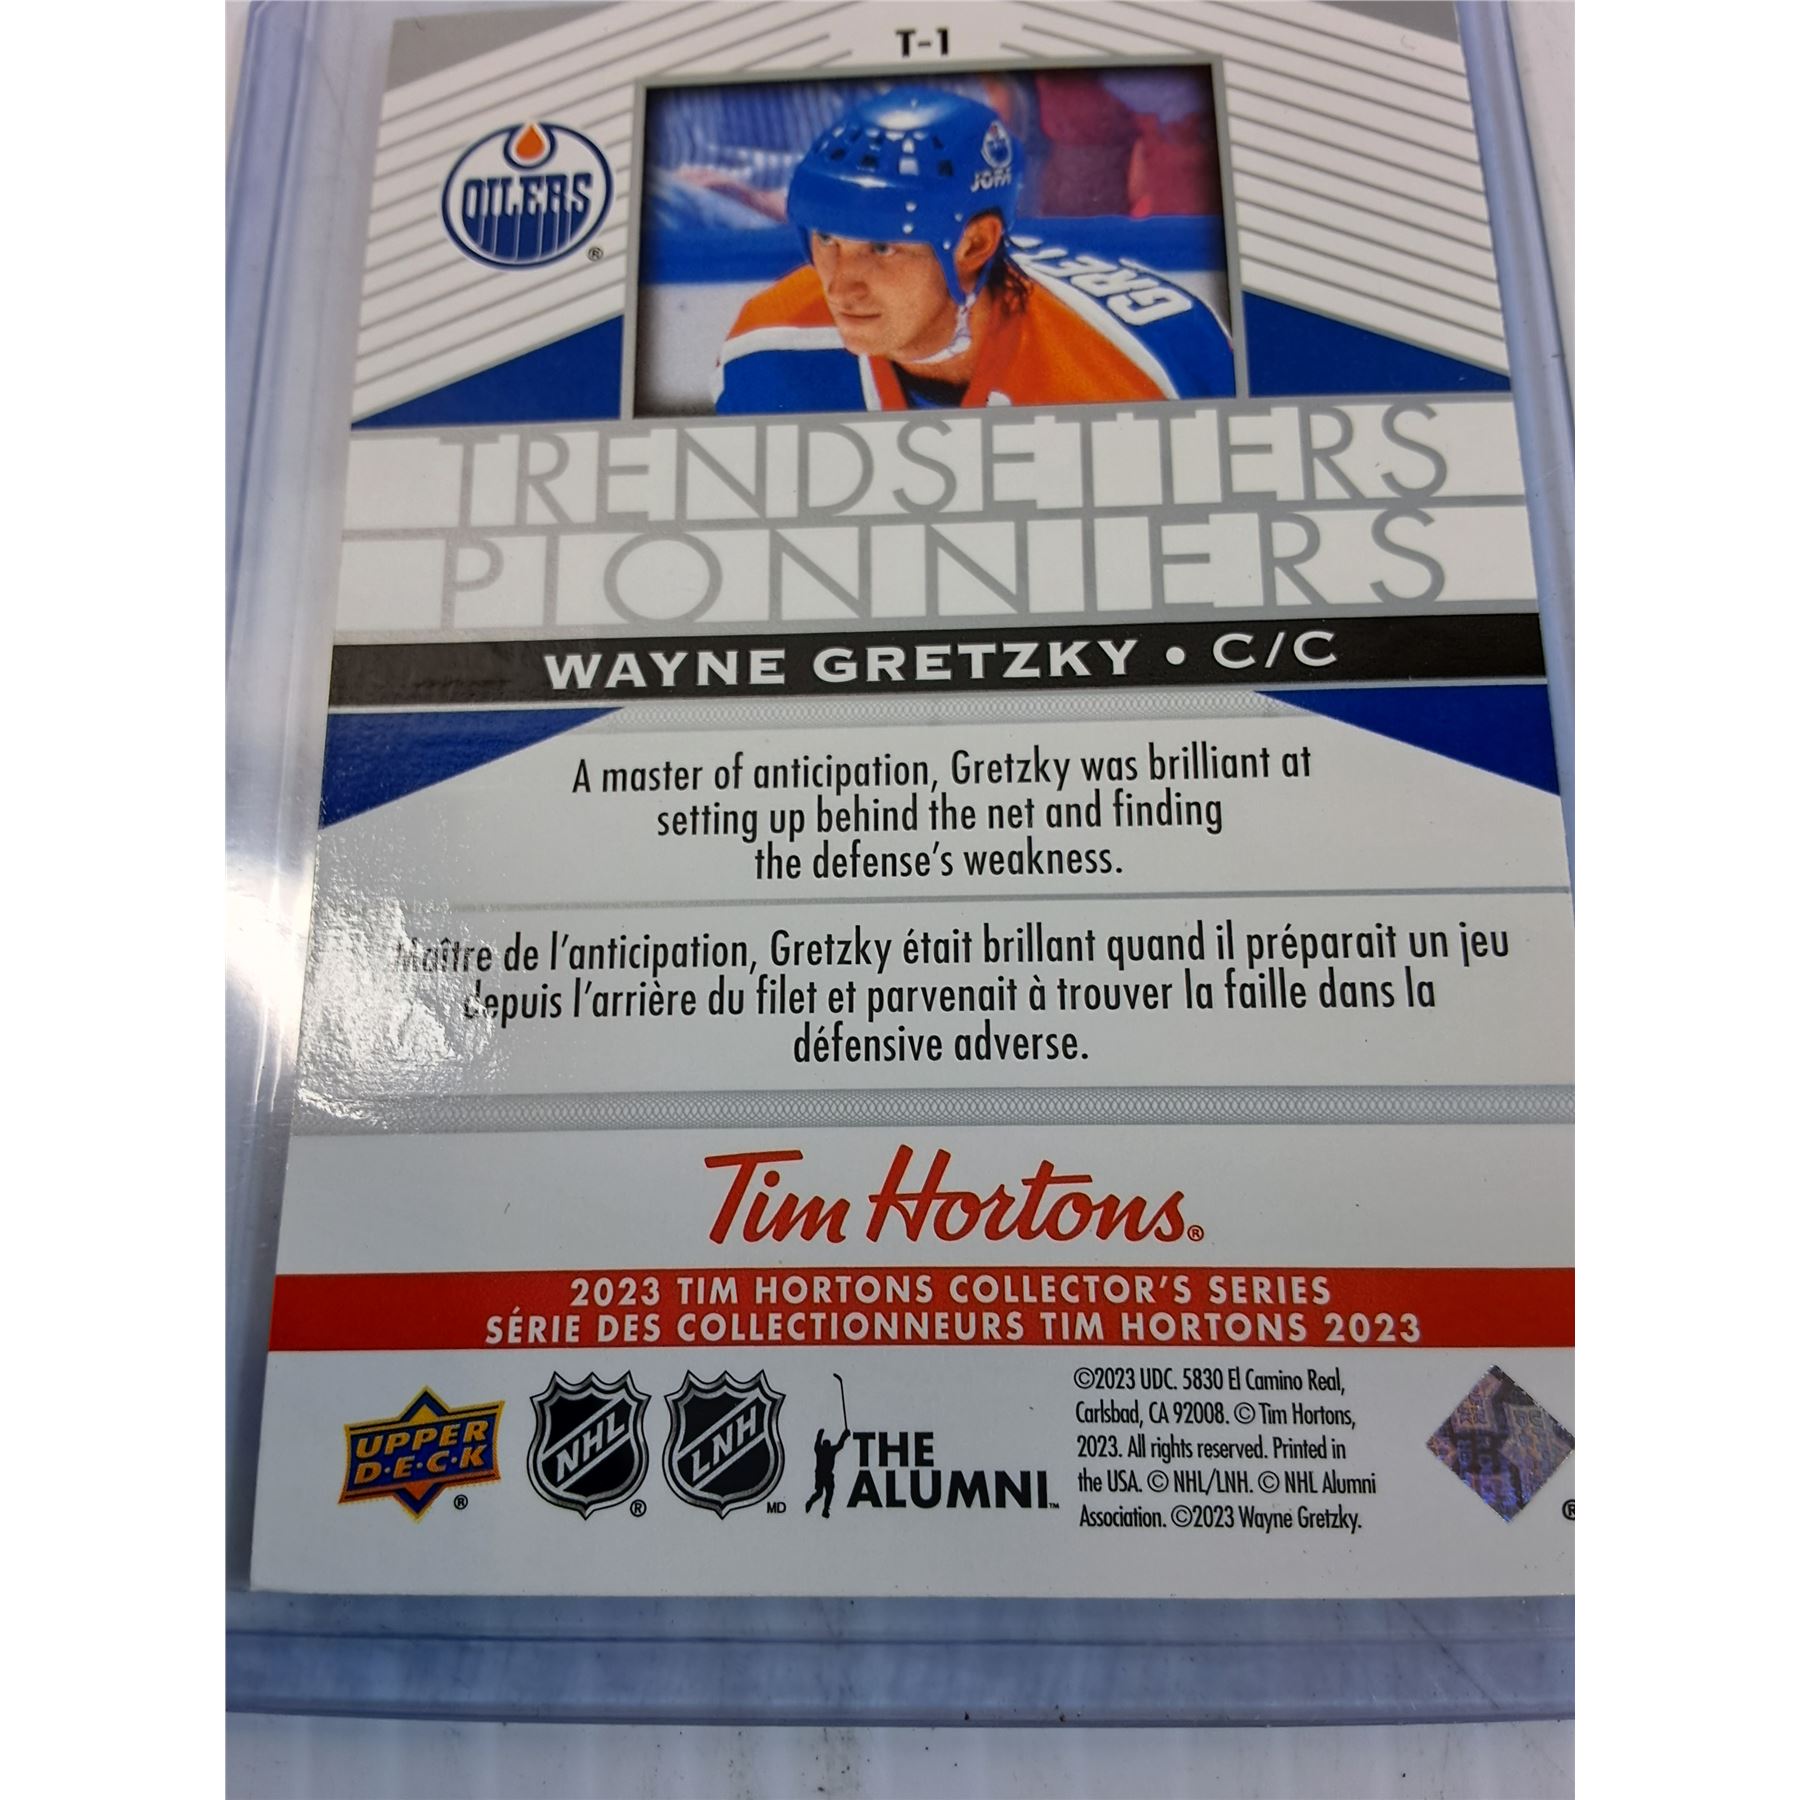 T-1
OILERS
®
JOFA
GRET
TRENDSETTERS
PIONNIERS
WAYNE GRETZKY • C/C
A master of anticipation, Gretzky was brilliant at
setting up behind the net and finding
the defense's weakness.
Maître de l'anticipation, Gretzky était brillant quand il préparait un jeu
depuis l'arrière du filet et parvenait à trouver la faille dans la
défensive adverse.
Tim Hortons®
2023 TIM HORTONS COLLECTOR'S SERIES
SÉRIE DES COLLECTIONNEURS TIM HORTONS 2023
UPPER
D•E•C•K
®
NHL
®
LNH
MD
THE
ALUMNI™
©2023 UDC. 5830 El Camino Real,
Carlsbad, CA 92008. © Tim Hortons,
2023. All rights reserved. Printed in
the USA. © NHL/LNH. © NHL Alumni
Association. ©2023 Wayne Gretzky.
®